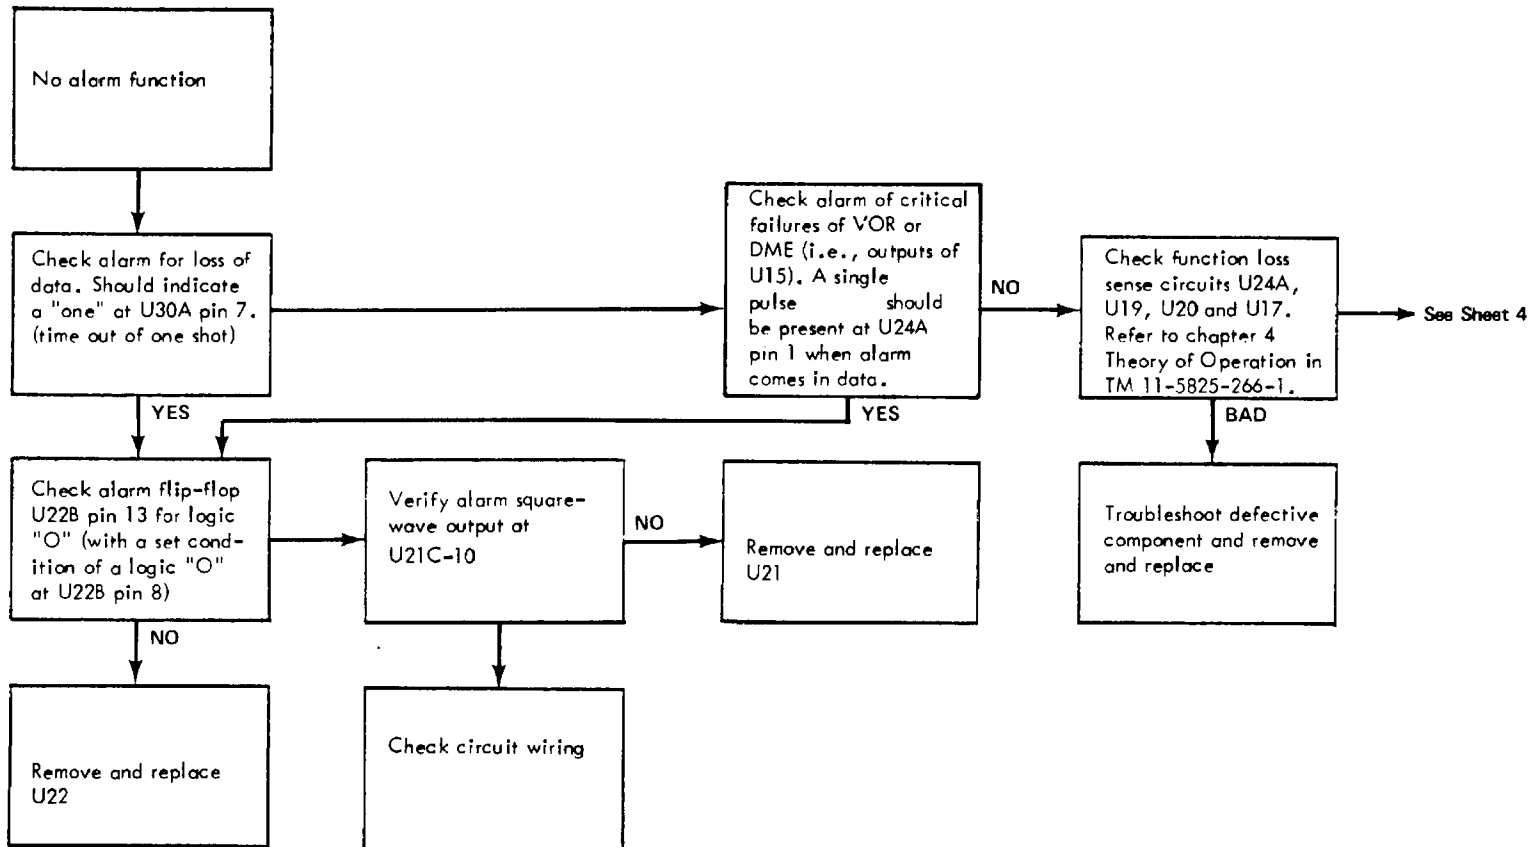 No alarm function
Check alarm for loss of
data. Should indicate
a "one" at U30A pin 7.
(time out of one shot)
Check alarm of critical
failures of VOR or
DME (i.e., outputs of
U15). A single
pulse should
be present at U24A
pin 1 when alarm
comes in data.
NO
Check function loss
sense circuits U24A,
U19, U20 and U17.
Refer to chapter 4
Theory of Operation in
TM 11-5825-266-1.
See Sheet 4
YES
YES
BAD
Check alarm flip-flop
U22B pin 13 for logic
"O" (with a set cond-
ition of a logic "O"
at U22B pin 8)
Verify alarm square-
wave output at
U21C-10
NO
Remove and replace
U21
Troubleshoot defective
component and remove
and replace
NO
Remove and replace
U22
Check circuit wiring